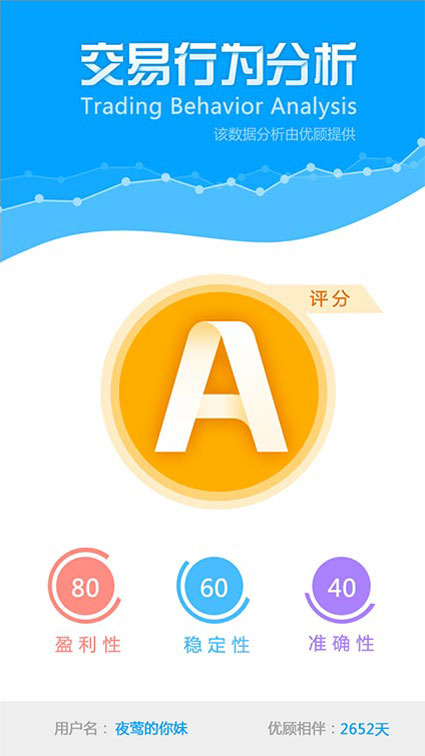 交易行为分析
Trading Behavior Analysis
该数据分析由优顾提供
评分
A
80 60 40
盈利性 稳定性 准确性
用户名： 夜莺的你妹 优顾相伴：2652天